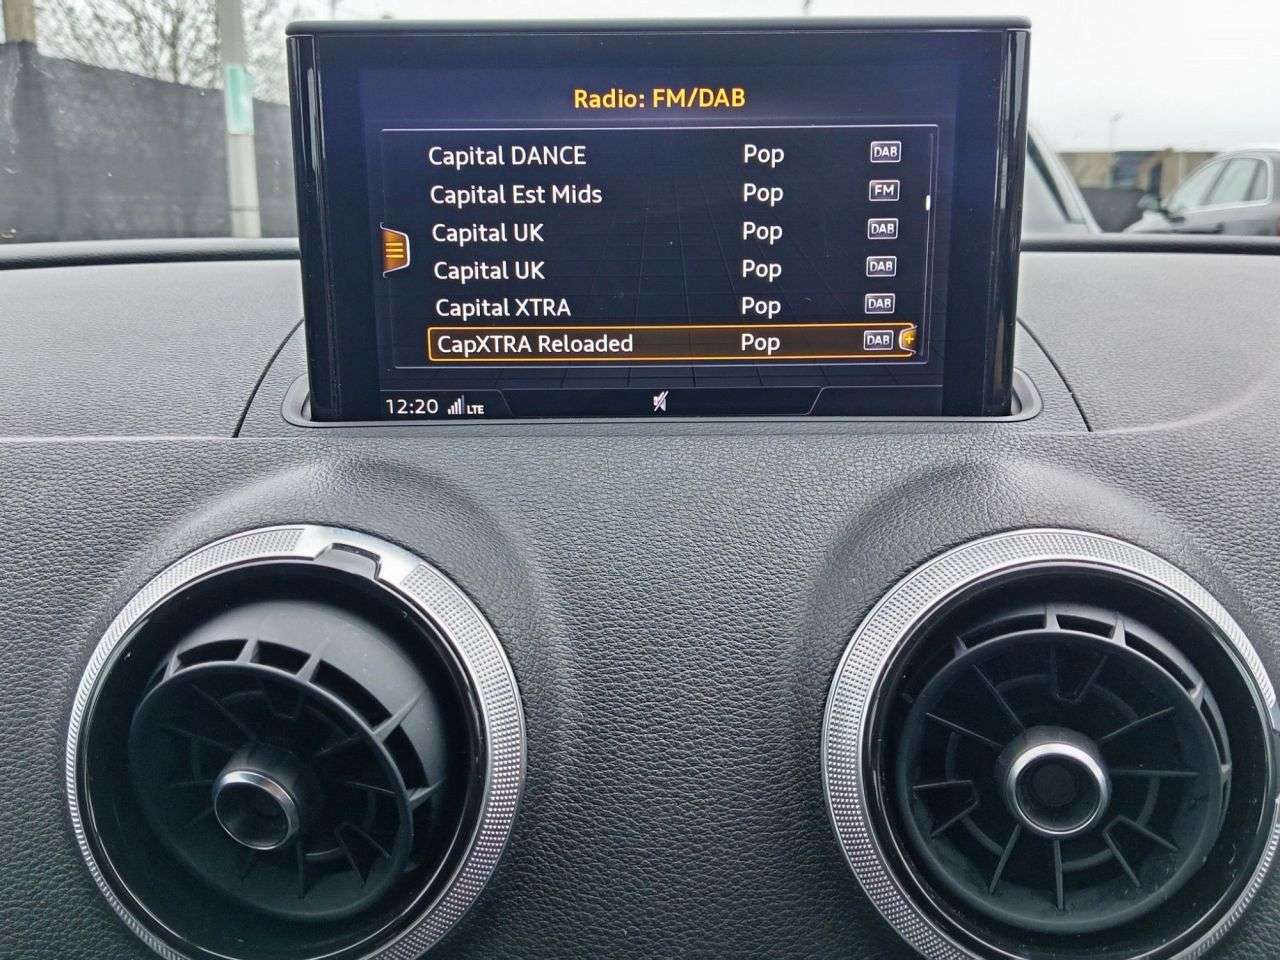 Radio: FM/DAB
Capital DANCE Pop DAB
Capital Est Mids Pop FM
Capital UK Pop DAB
Capital UK Pop DAB
Capital XTRA Pop DAB
CapXTRA Reloaded Pop DAB
12:20 LTE